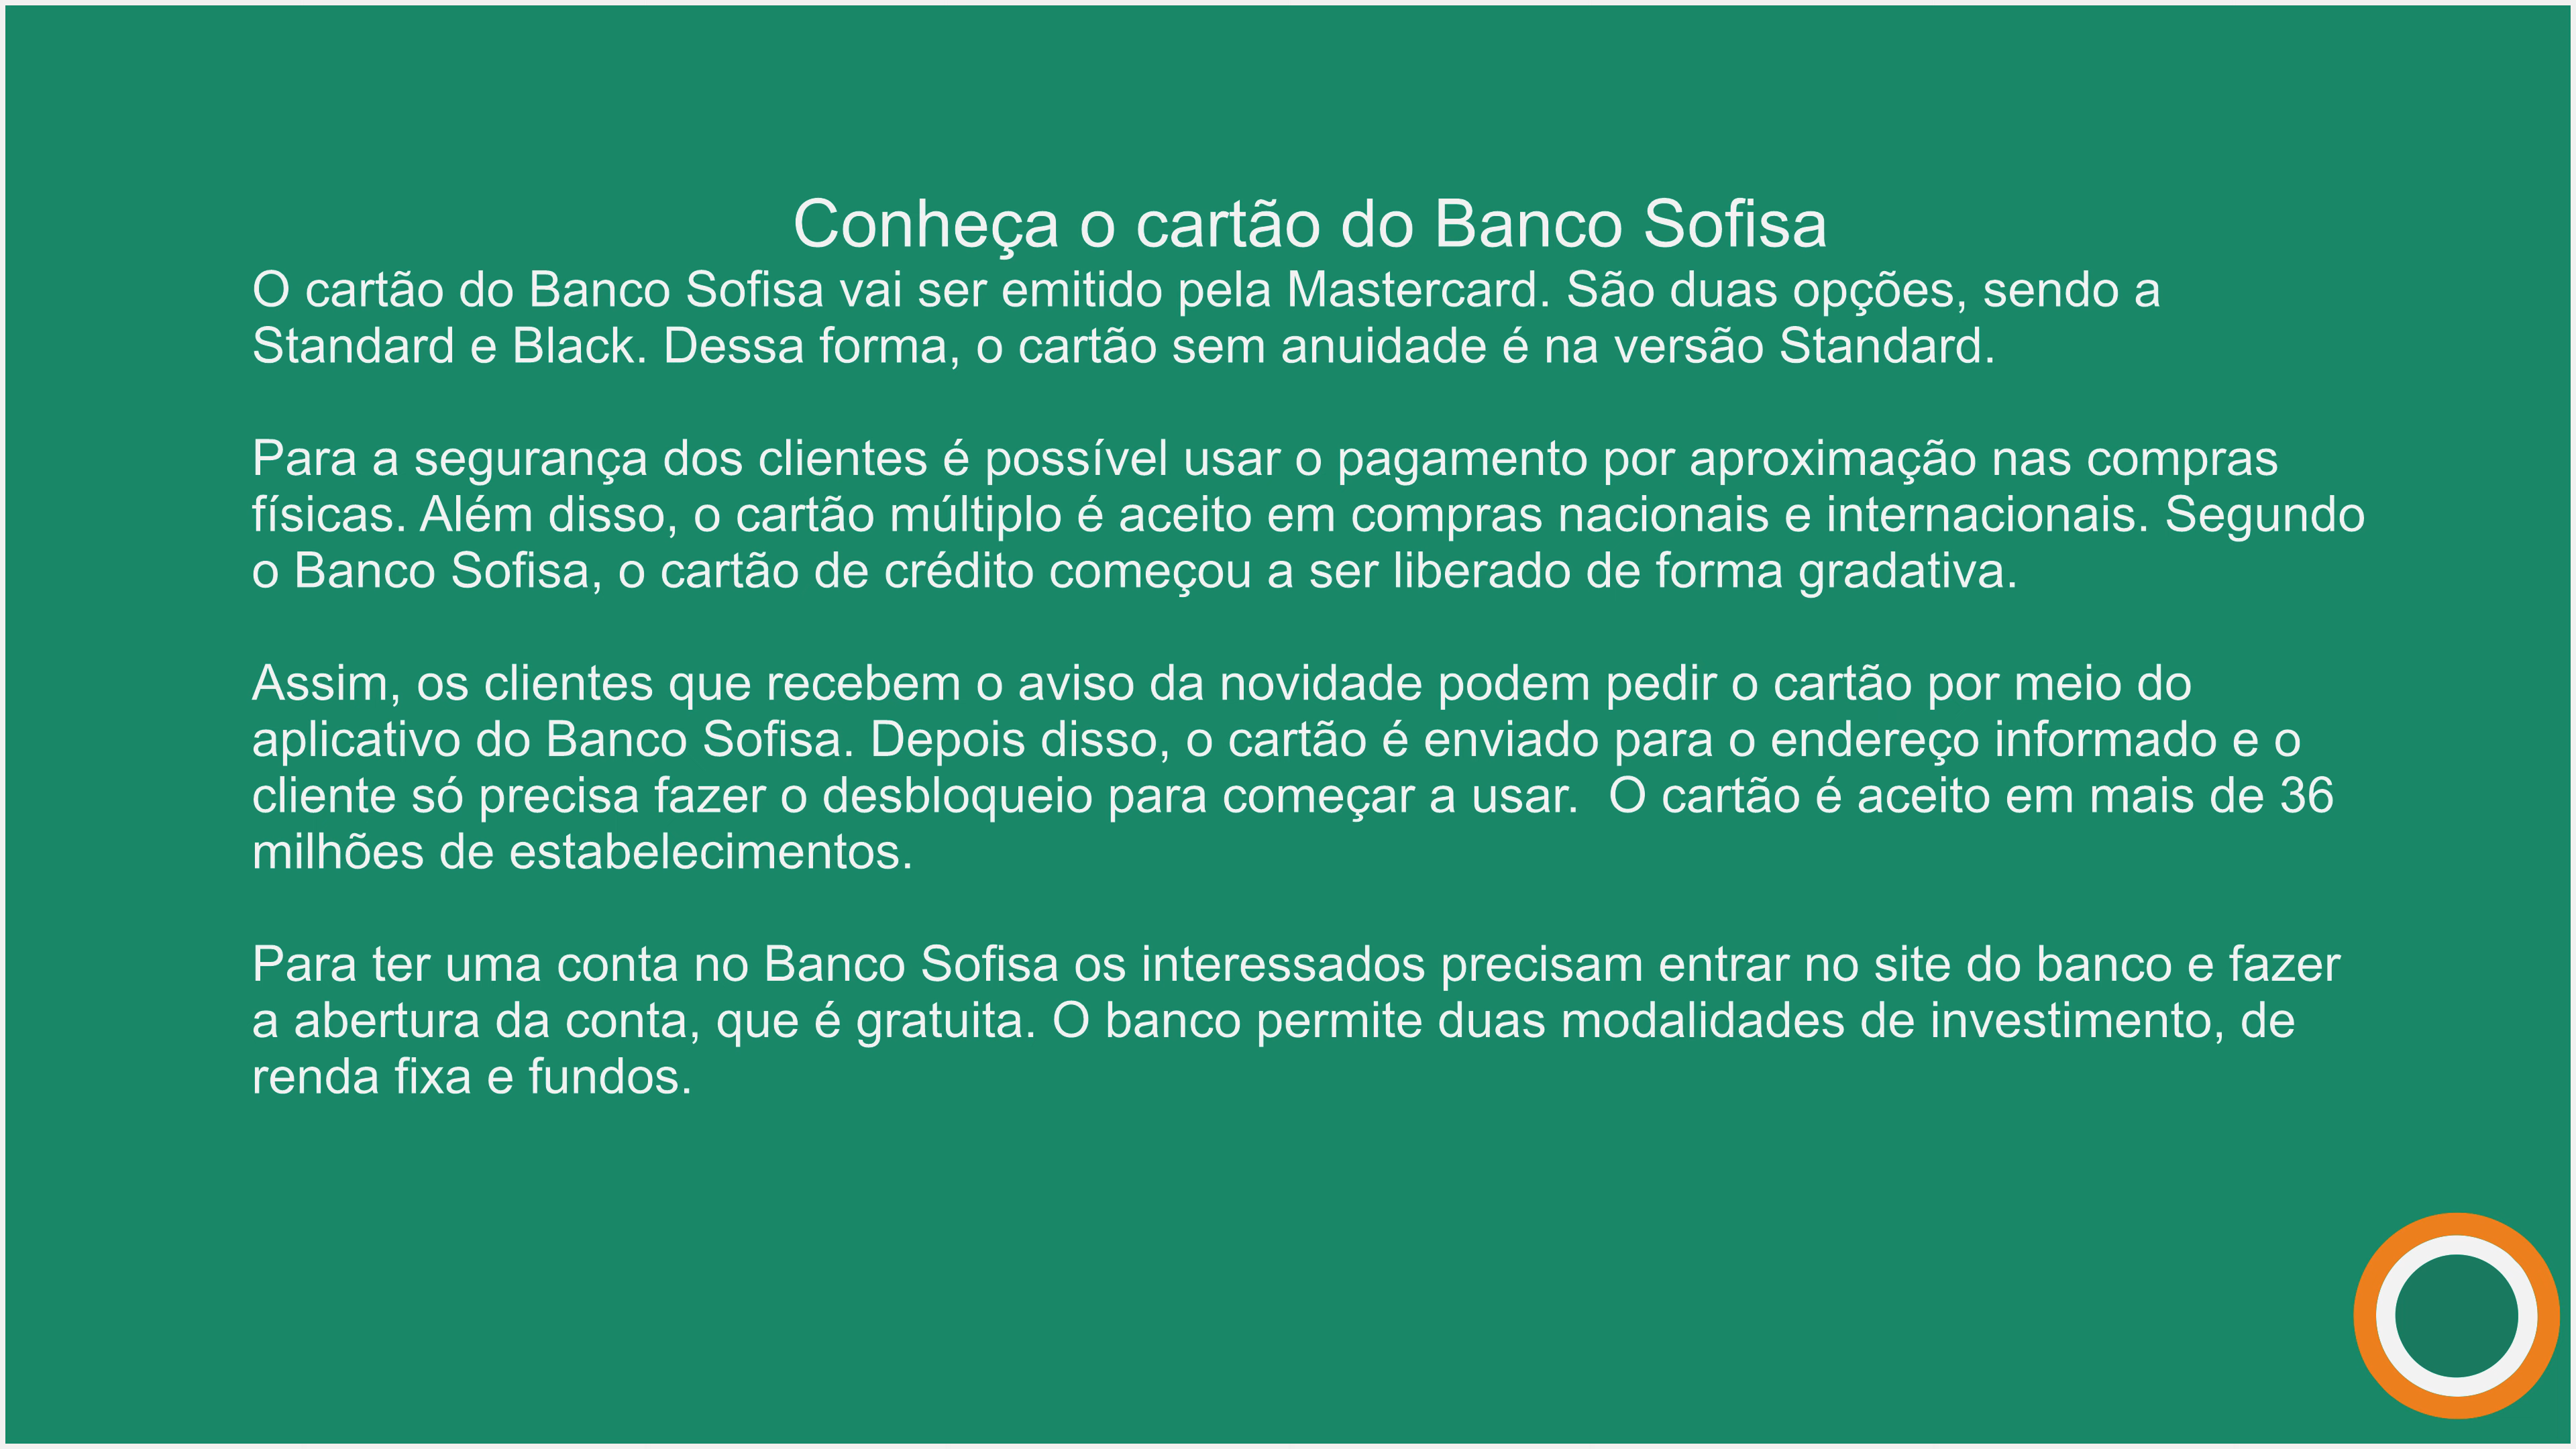 Conheça o cartão do Banco Sofisa
O cartão do Banco Sofisa vai ser emitido pela Mastercard. São duas opções, sendo a
Standard e Black. Dessa forma, o cartão sem anuidade é na versão Standard.
Para a segurança dos clientes é possível usar o pagamento por aproximação nas compras
físicas. Além disso, o cartão múltiplo é aceito em compras nacionais e internacionais. Segundo
o Banco Sofisa, o cartão de crédito começou a ser liberado de forma gradativa.
Assim, os clientes que recebem o aviso da novidade podem pedir o cartão por meio do
aplicativo do Banco Sofisa. Depois disso, o cartão é enviado para o endereço informado e o
cliente só precisa fazer o desbloqueio para começar a usar.  O cartão é aceito em mais de 36
milhões de estabelecimentos.
Para ter uma conta no Banco Sofisa os interessados precisam entrar no site do banco e fazer
a abertura da conta, que é gratuita. O banco permite duas modalidades de investimento, de
renda fixa e fundos.